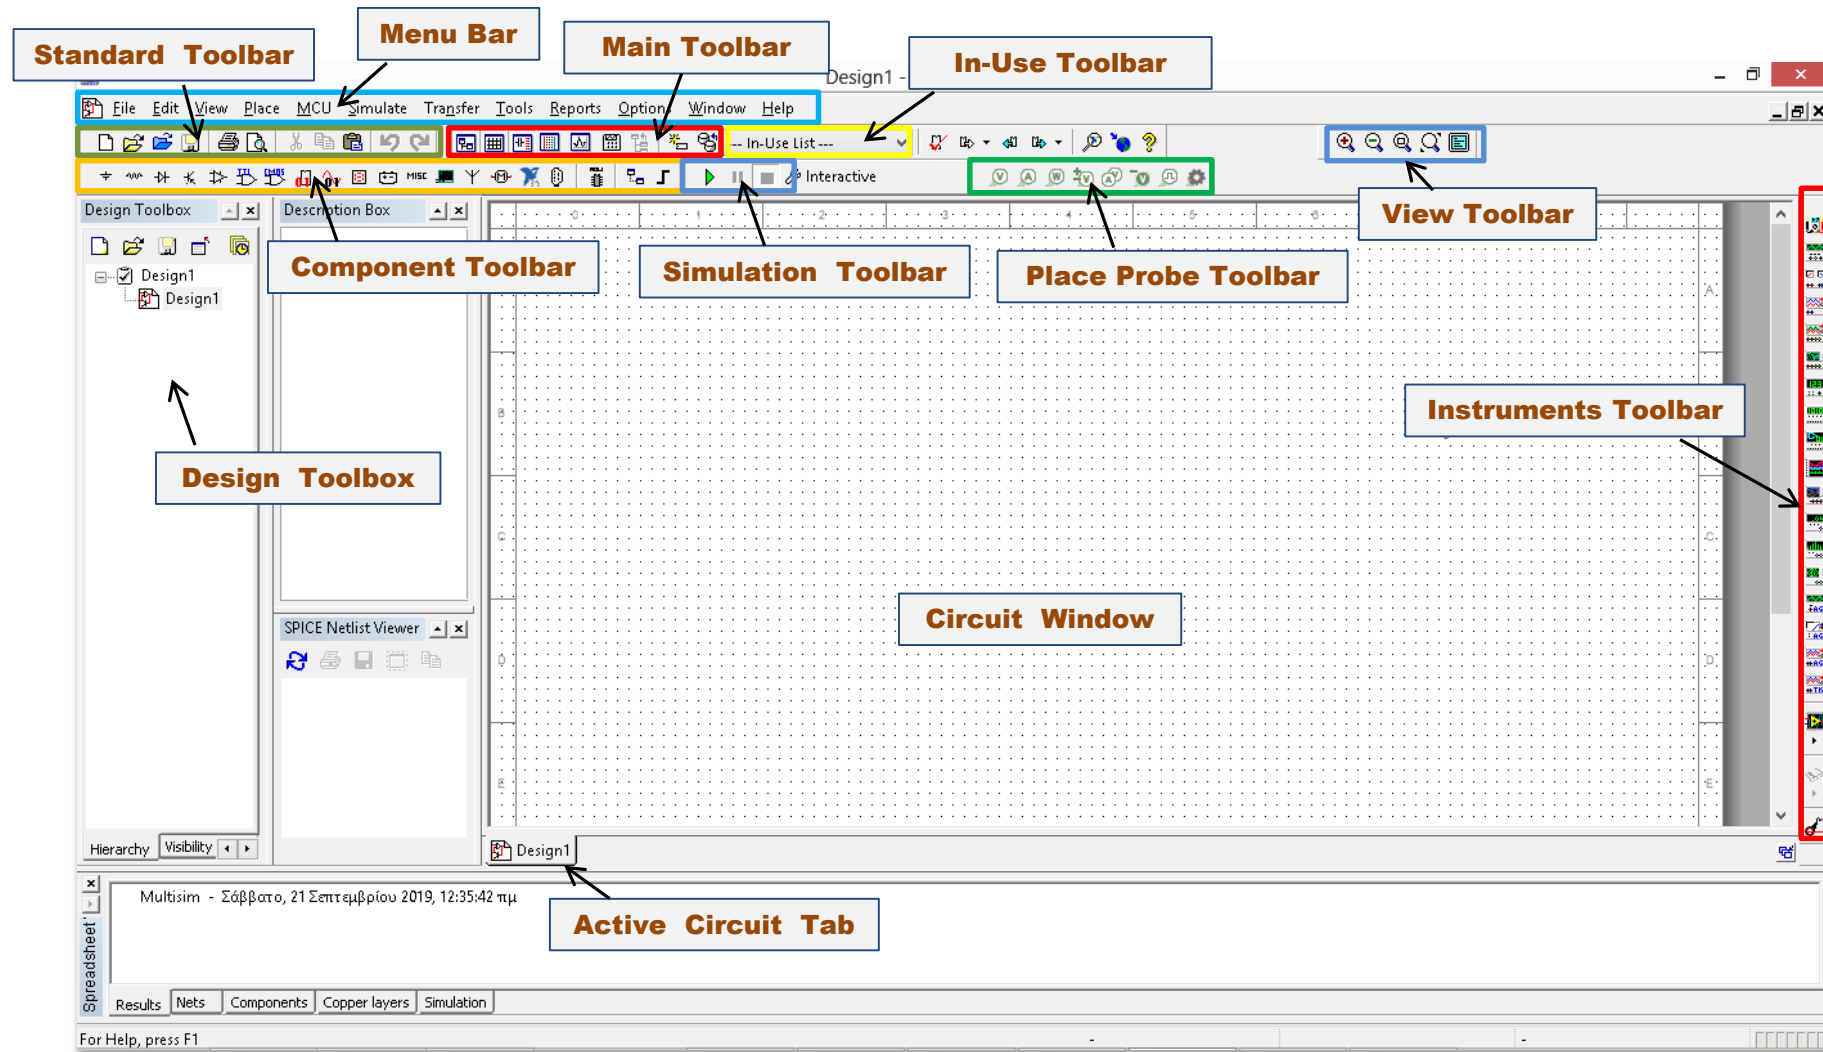 Standard Toolbar
Menu Bar
Main Toolbar
In-Use Toolbar
Design1 -
File Edit View Place MCU Simulate Transfer Tools Reports Options Window Help
--- In-Use List ---
MISC
Interactive
Design Toolbox
Description Box
View Toolbar
Component Toolbar
Simulation Toolbar
Place Probe Toolbar
Design1
Design1
Instruments Toolbar
Design Toolbox
Circuit Window
SPICE Netlist Viewer
Hierarchy Visibility
Design1
Multisim - Σάββατο, 21 Σεπτεμβρίου 2019, 12:35:42 πμ
Active Circuit Tab
Spreadsheet
Results Nets Components Copper layers Simulation
For Help, press F1